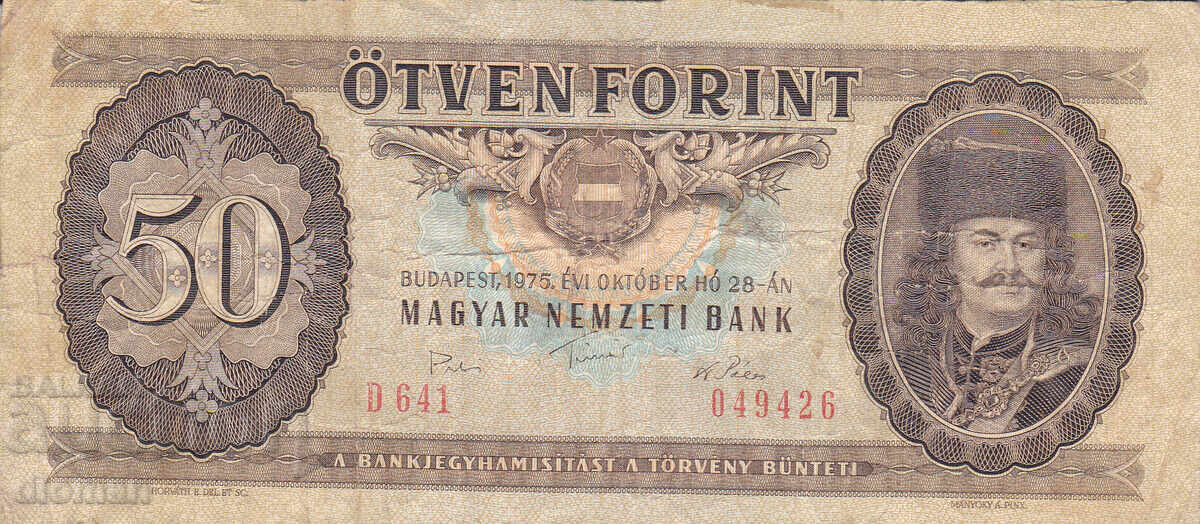 ÖTVEN FORINT
50
BUDAPEST, 1975. ÉVI OKTÓBER HÓ 28-ÁN
MAGYAR NEMZETI BANK
D 641
049426
A BANKJEGYHAMISÍTÁST A TÖRVÉNY BÜNTETI
HORVÁTH E. DEL. ET SC.
MÁNYOKY Á. PINX.